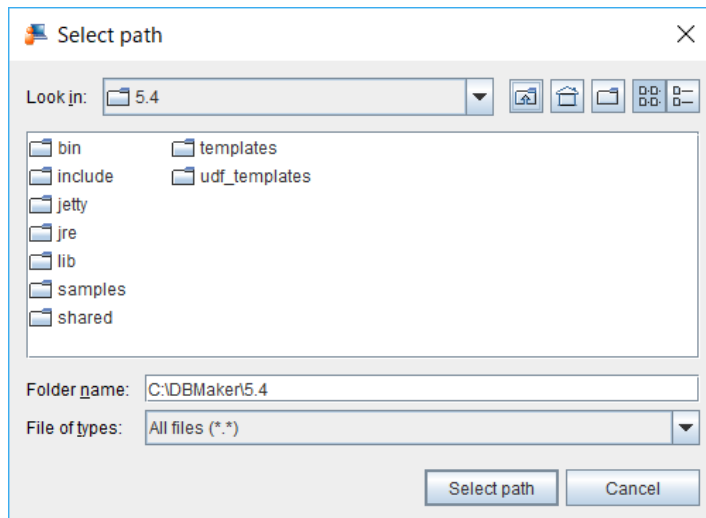 Select path
Look in: 5.4
bin templates
include udf_templates
jetty
jre
lib
samples
shared
Folder name: C:\DBMaker\5.4
File of types: All files (*.*)
Select path Cancel